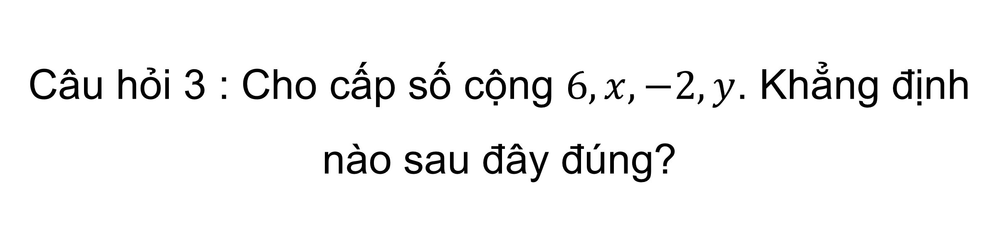 Câu hỏi 3 : Cho cấp số cộng 6, x, −2, y. Khẳng định
nào sau đây đúng?